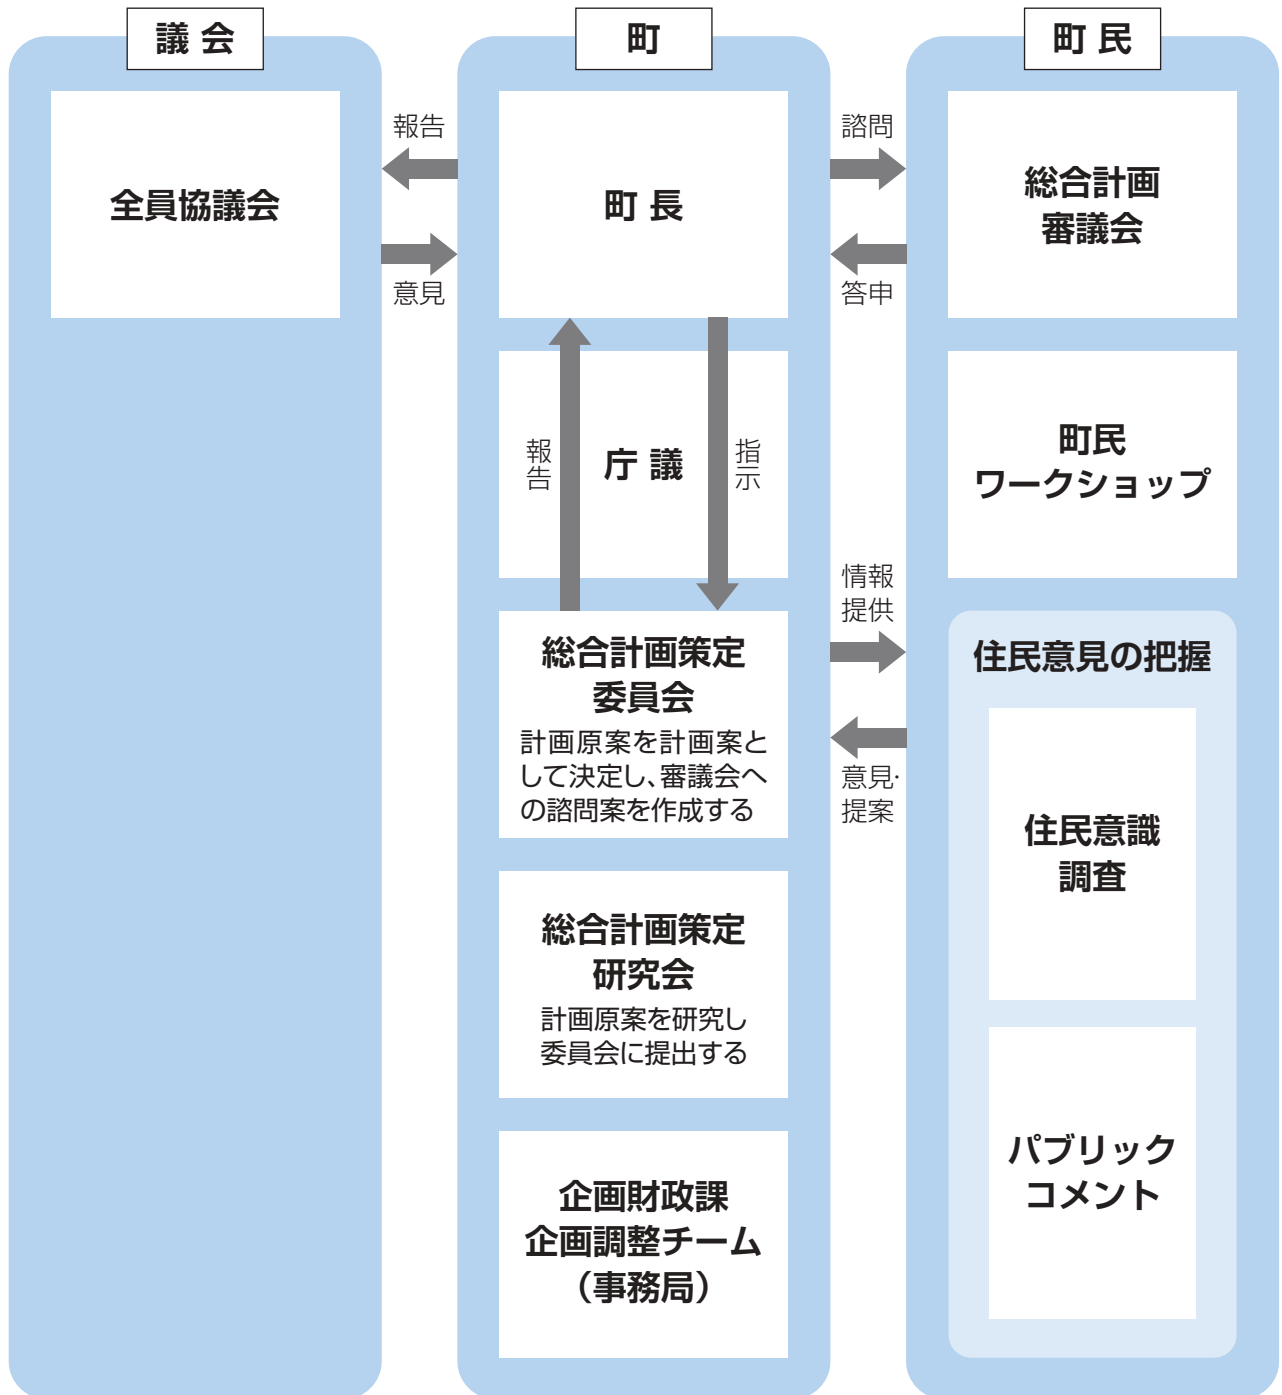 議 会
全員協議会
報告
意見
町
町 長
報告
庁 議
指示
総合計画策定
委員会
計画原案を計画案と
して決定し、審議会へ
の諮問案を作成する
総合計画策定
研究会
計画原案を研究し
委員会に提出する
企画財政課
企画調整チーム
（事務局）
諮問
答申
情報
提供
意見・
提案
町 民
総合計画
審議会
町民
ワークショップ
住民意見の把握
住民意識
調査
パブリック
コメント